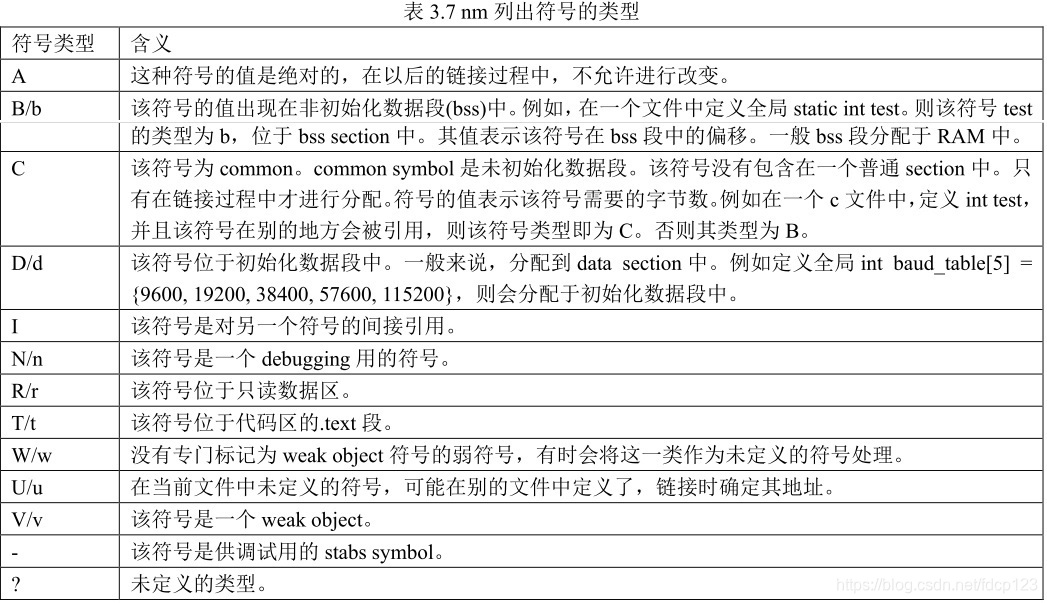 表 3.7 nm 列出符号的类型
符号类型 含义
A 这种符号的值是绝对的，在以后的链接过程中，不允许进行改变。
B/b 该符号的值出现在非初始化数据段(bss)中。例如，在一个文件中定义全局 static int test。则该符号 test
的类型为 b，位于 bss section 中。其值表示该符号在 bss 段中的偏移。一般 bss 段分配于 RAM 中。
C 该符号为 common。common symbol 是未初始化数据段。该符号没有包含在一个普通 section 中。只
有在链接过程中才进行分配。符号的值表示该符号需要的字节数。例如在一个 c 文件中，定义 int test，
并且该符号在别的地方会被引用，则该符号类型即为 C。否则其类型为 B。
D/d 该符号位于初始化数据段中。一般来说，分配到 data section 中。例如定义全局 int baud_table[5] =
{9600, 19200, 38400, 57600, 115200}，则会分配于初始化数据段中。
I 该符号是对另一个符号的间接引用。
N/n 该符号是一个 debugging 用的符号。
R/r 该符号位于只读数据区。
T/t 该符号位于代码区的.text 段。
W/w 没有专门标记为 weak object 符号的弱符号，有时会将这一类作为未定义的符号处理。
U/u 在当前文件中未定义的符号，可能在别的文件中定义了，链接时确定其地址。
V/v 该符号是一个 weak object。
- 该符号是供调试用的 stabs symbol。
? 未定义的类型。
https://blog.csdn.net/fdcp123